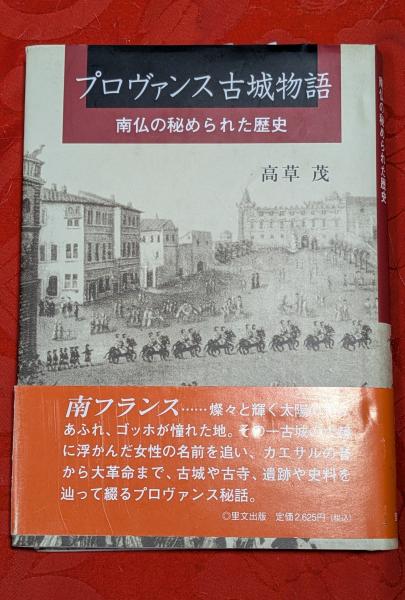 プロヴァンス古城物語
南仏の秘められた歴史
高草 茂
南仏の秘められた歴史
南フランス……燦々と輝く太陽
あふれ、ゴッホが憧れた地。その一古城の
に浮かんだ女性の名前を追い、カエサルの昔
から大革命まで、古城や古寺、遺跡や史料を
辿って綴るプロヴァンス秘話。
◎里文出版 定価2,625円(税込)